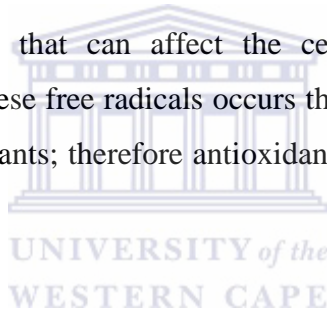 that can affect the ce
ese free radicals occurs th
ants; therefore antioxidan
UNIVERSITY of the
WESTERN CAPE